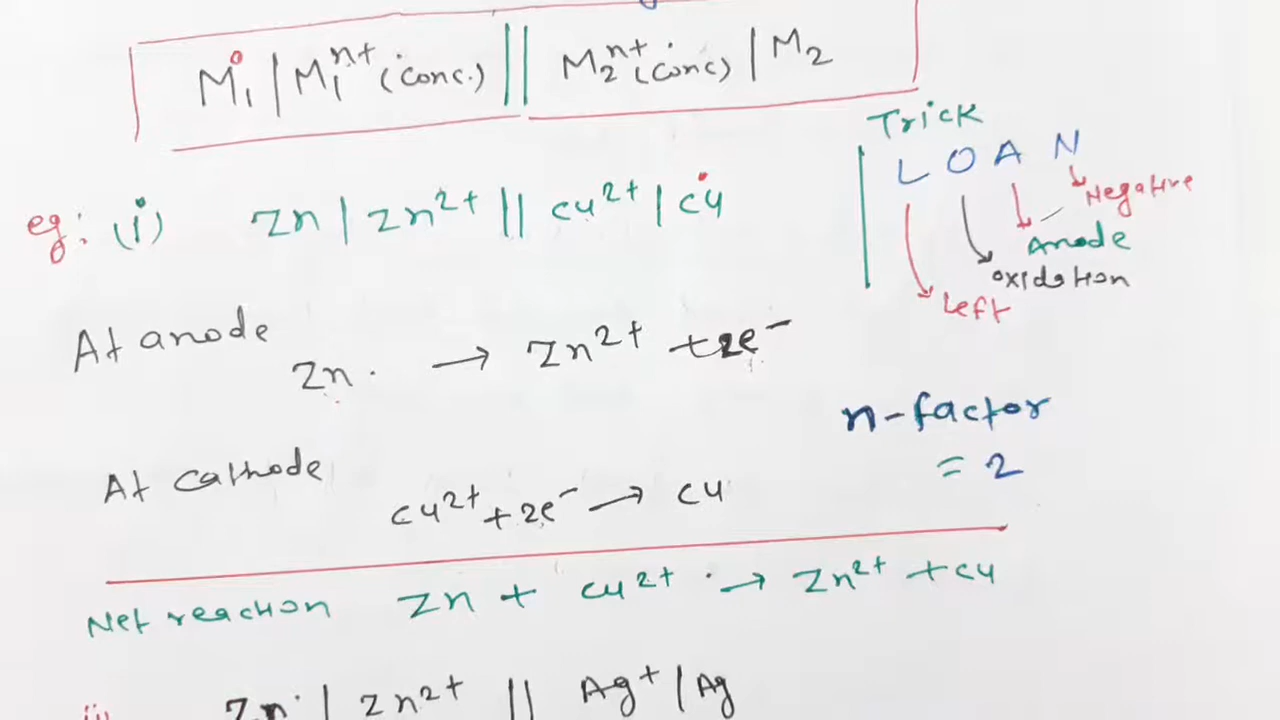 M₁ | M₁ⁿ⁺ (conc.) || M₂ⁿ⁺ (conc) | M₂
Trick
L O A N
Negative
Anode
oxidation
Left
eg: (i) Zn | Zn²⁺ || Cu²⁺ | Cu
At anode
Zn → Zn²⁺ + 2e⁻
n-factor
= 2
At cathode
Cu²⁺ + 2e⁻ → Cu
Net reaction Zn + Cu²⁺ → Zn²⁺ + Cu
Zn | Zn²⁺ || Ag⁺ | Ag